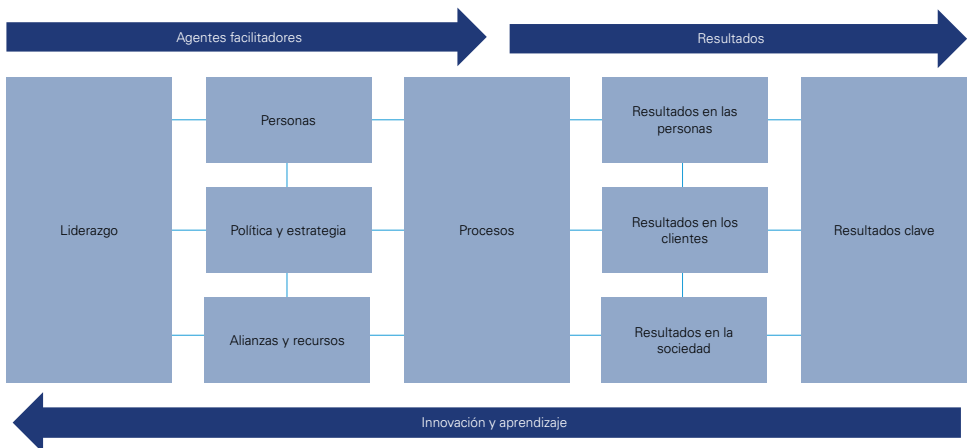 Agentes facilitadores
Resultados
Liderazgo
Personas
Política y estrategia
Alianzas y recursos
Procesos
Resultados en las
personas
Resultados en los
clientes
Resultados en la
sociedad
Resultados clave
Innovación y aprendizaje